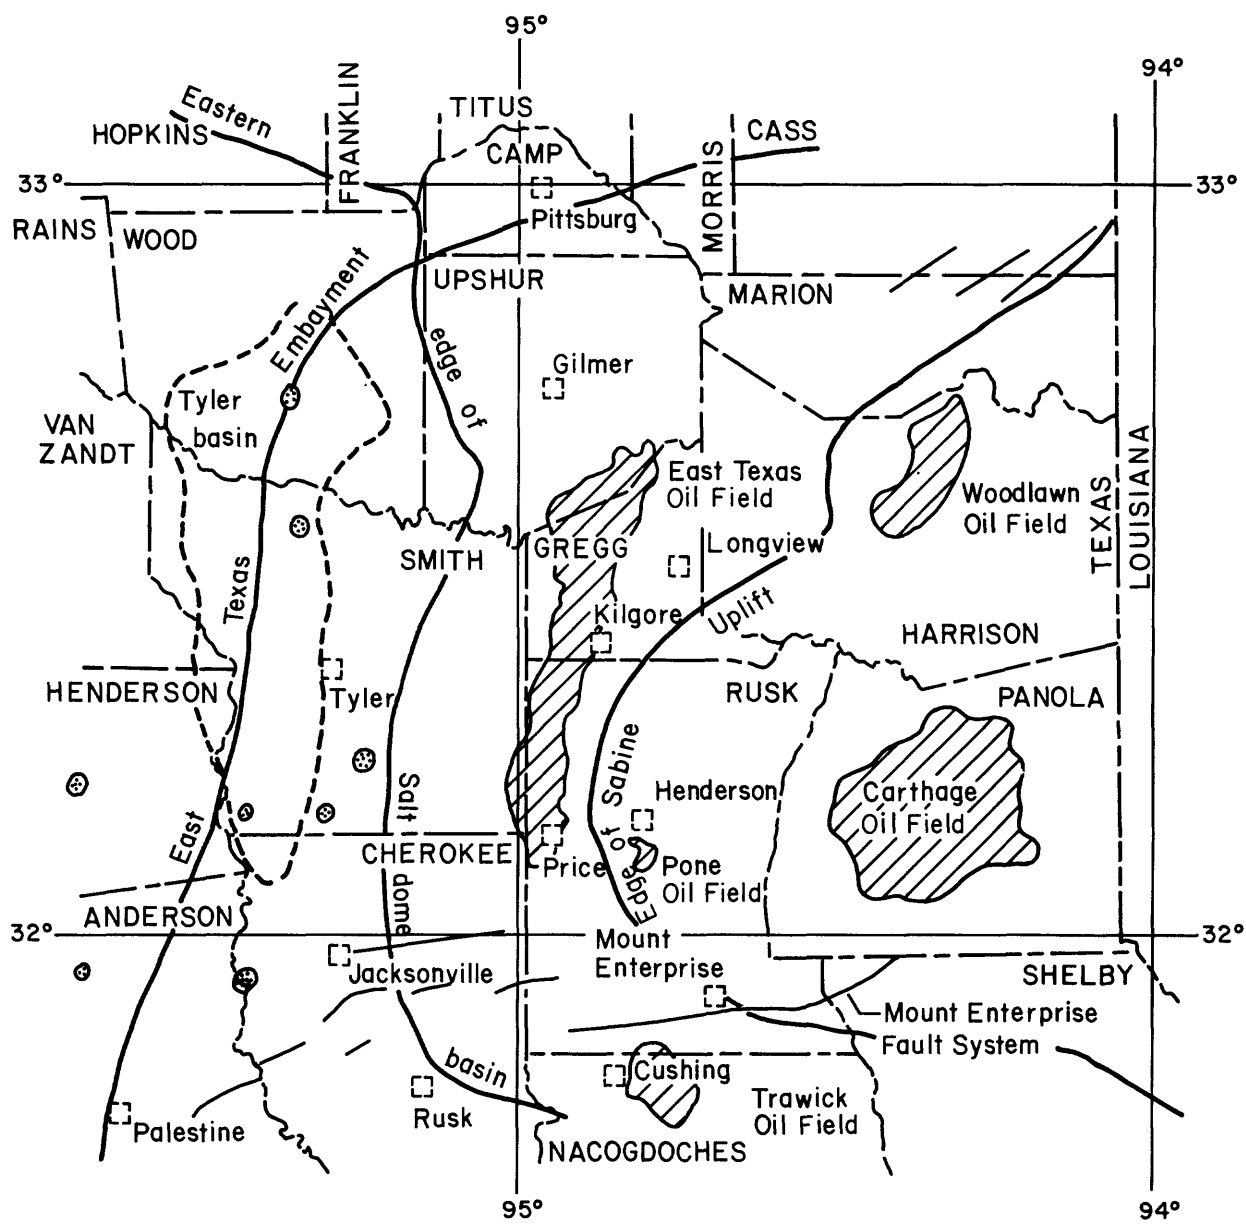 95°
94°
Eastern
FRANKLIN
TITUS
HOPKINS
CAMP
MORRIS
CASS
33°
33°
RAINS
WOOD
Pittsburg
UPSHUR
MARION
Embayment
edge of
Gilmer
Tyler
basin
VAN
ZANDT
East Texas
Oil Field
Woodlawn
Oil Field
TEXAS
LOUISIANA
SMITH
GREGG
Longview
Texas
Kilgore
Uplift
HARRISON
HENDERSON
Tyler
RUSK
PANOLA
Salt
Edge of Sabine
Henderson
Carthage
Oil Field
East
CHEROKEE
Price
Pone
Oil Field
dome
ANDERSON
32°
32°
Mount
Enterprise
Jacksonville
SHELBY
Mount Enterprise
Fault System
basin
Cushing
Rusk
Trawick
Oil Field
Palestine
NACOGDOCHES
95°
94°